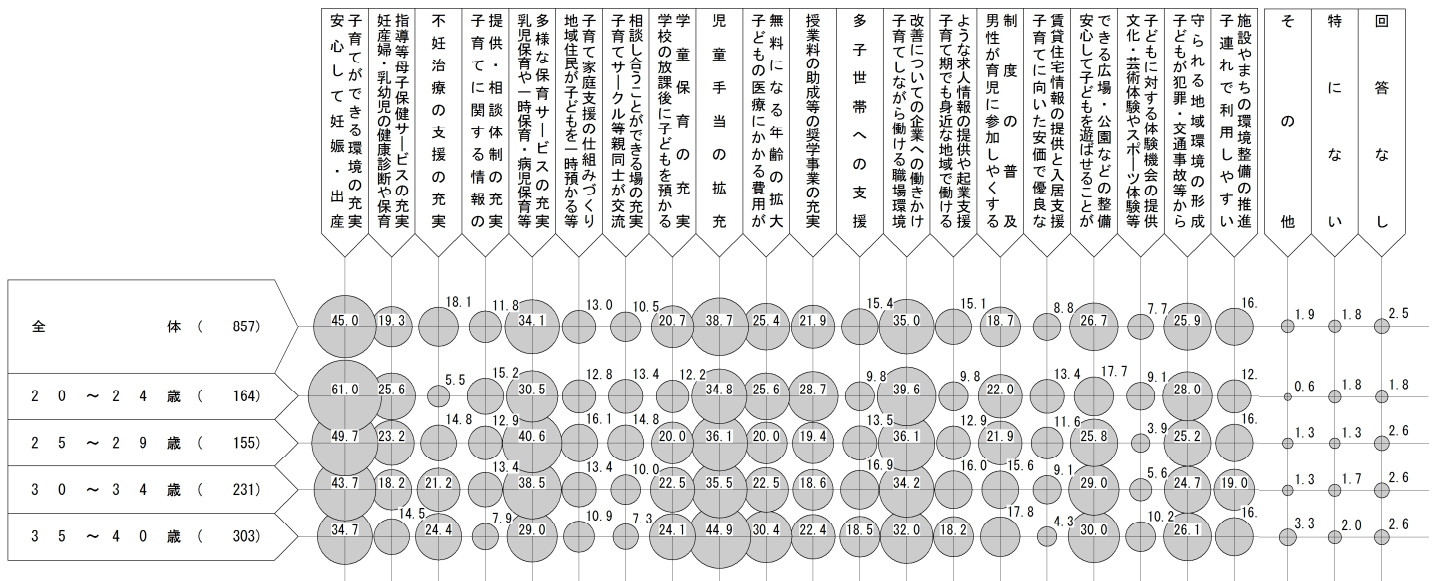 安心して妊娠・出産
子育てができる環境の充実
妊産婦・乳幼児の健康診断や保育
指導等母子保健サービスの充実
不妊治療の支援の充実
子育てに関する情報の
提供・相談体制の充実
乳児保育や一時保育・病児保育等
多様な保育サービスの充実
地域住民が子どもを一時預かる等
子育て家庭支援の仕組みづくり
子育てサークル等親同士が交流
相談し合うことができる場の充実
学校の放課後に子どもを預かる
学童保育の充実
児童手当の拡充
子どもの医療にかかる費用が
無料になる年齢の拡大
授業料の助成等の奨学事業の充実
多子世帯への支援
子育てしながら働ける職場環境
改善についての企業への働きかけ
子育て期でも身近な地域で働ける
ような求人情報の提供や起業支援
男性が育児に参加しやすくする
制度の普及
子育てに向いた安価で優良な
賃貸住宅情報の提供と入居支援
安心して子どもを遊ばせることが
できる広場・公園などの整備
文化・芸術体験やスポーツ体験等
子どもに対する体験機会の提供
子どもが犯罪・交通事故等から
守られる地域環境の形成
子連れで利用しやすい
施設やまちの環境整備の推進
その他
特にない
回答なし
全体( 857) 45.0 19.3 18.1 11.8 34.1 13.0 10.5 20.7 38.7 25.4 21.9 15.4 35.0 15.1 18.7 8.8 26.7 7.7 25.9 16. 1.9 1.8 2.5
20～24歳( 164) 61.0 25.6 5.5 15.2 30.5 12.8 13.4 12.2 34.8 25.6 28.7 9.8 39.6 9.8 22.0 13.4 17.7 9.1 28.0 12. 0.6 1.8 1.8
25～29歳( 155) 49.7 23.2 14.8 12.9 40.6 16.1 14.8 20.0 36.1 20.0 19.4 13.5 36.1 12.9 21.9 11.6 25.8 3.9 25.2 16. 1.3 1.3 2.6
30～34歳( 231) 43.7 18.2 21.2 13.4 38.5 13.4 10.0 22.5 35.5 22.5 18.6 16.9 34.2 16.0 15.6 9.1 29.0 5.6 24.7 19.0 1.3 1.7 2.6
35～40歳( 303) 34.7 14.5 24.4 7.9 29.0 10.9 7.3 24.1 44.9 30.4 22.4 18.5 32.0 18.2 17.8 4.3 30.0 10.2 26.1 16. 3.3 2.0 2.6